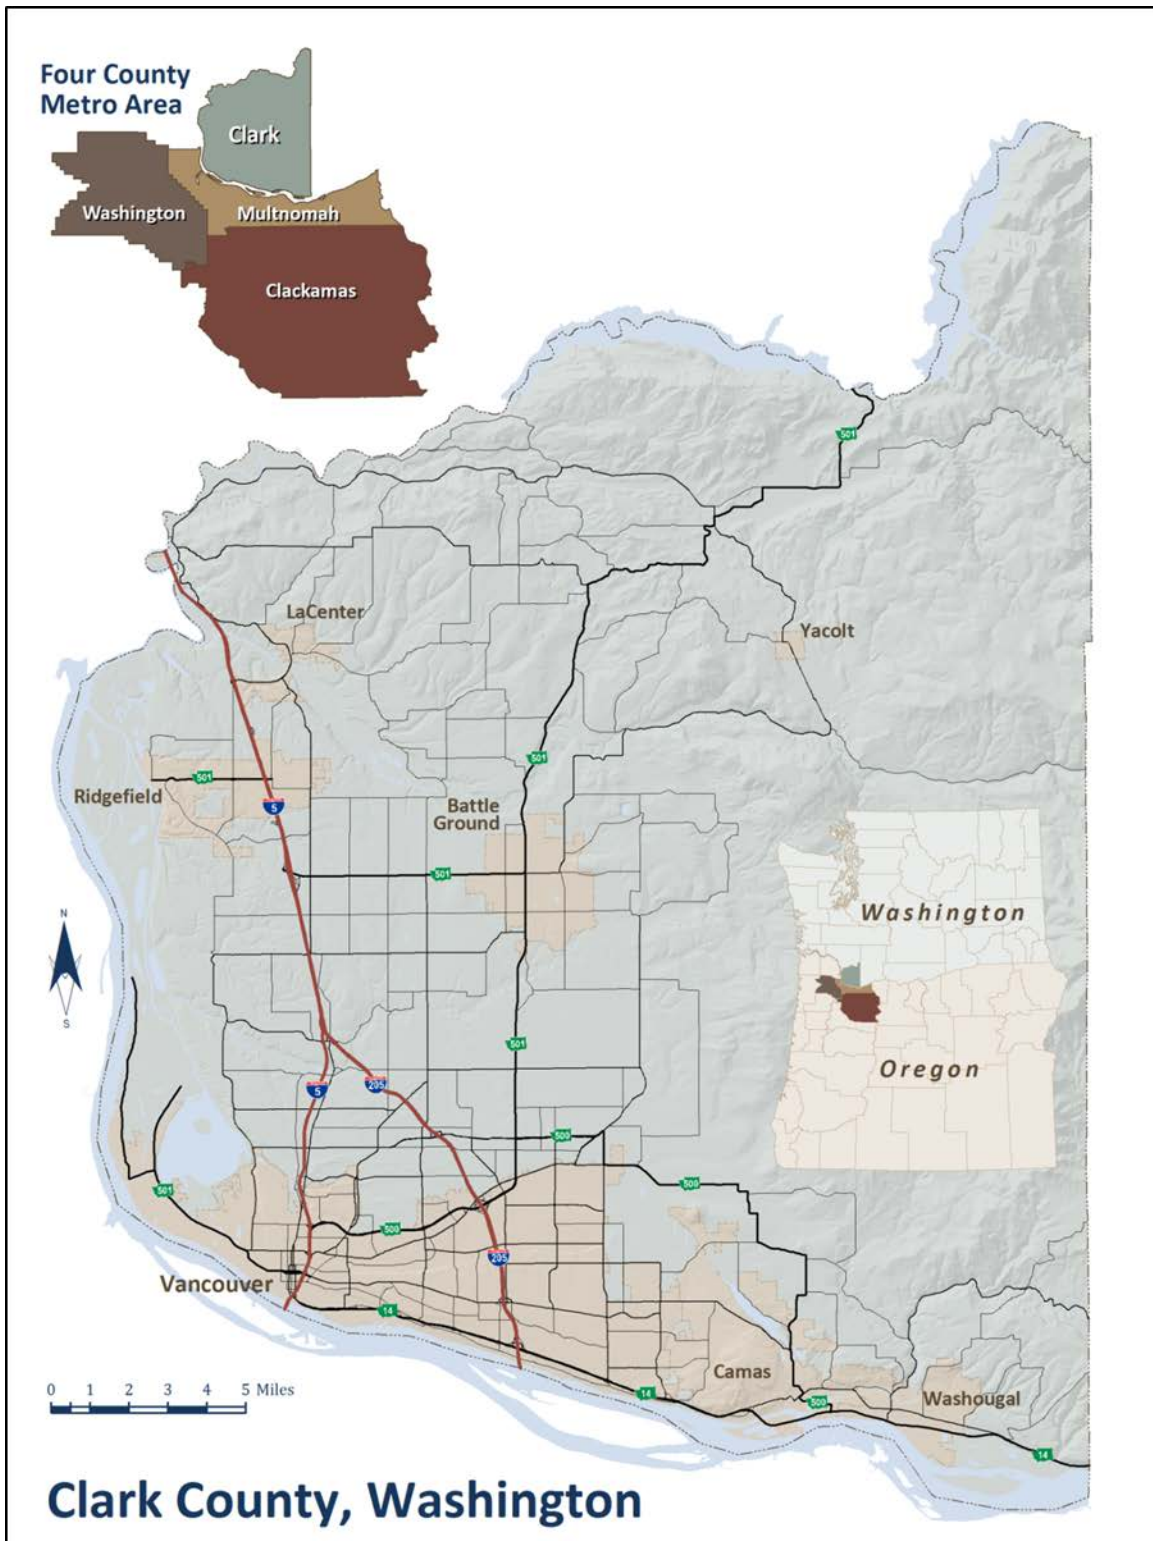 Four County
Metro Area
Clark
Washington
Multnomah
Clackamas
501
LaCenter
Yacolt
501
501
Ridgefield
5
Battle
Ground
501
Washington
N
S
501
Oregon
205
5
500
500
501
500
205
Vancouver
14
Camas
14
500
Washougal
0 1 2 3 4 5 Miles
14
Clark County, Washington